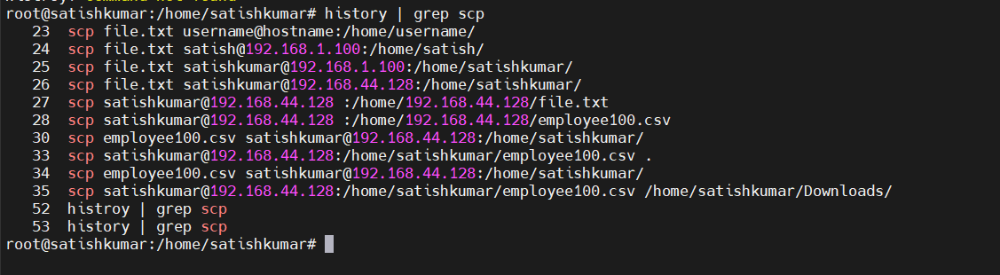 root@satishkumar:/home/satishkumar# history | grep scp
23 scp file.txt username@hostname:/home/username/
24 scp file.txt satish@192.168.1.100:/home/satish/
25 scp file.txt satishkumar@192.168.1.100:/home/satishkumar/
26 scp file.txt satishkumar@192.168.44.128:/home/satishkumar/
27 scp satishkumar@192.168.44.128 :/home/192.168.44.128/file.txt
28 scp satishkumar@192.168.44.128 :/home/192.168.44.128/employee100.csv
30 scp employee100.csv satishkumar@192.168.44.128:/home/satishkumar/
33 scp satishkumar@192.168.44.128:/home/satishkumar/employee100.csv .
34 scp employee100.csv satishkumar@192.168.44.128:/home/satishkumar/
35 scp satishkumar@192.168.44.128:/home/satishkumar/employee100.csv /home/satishkumar/Downloads/
52 histroy | grep scp
53 history | grep scp
root@satishkumar:/home/satishkumar#